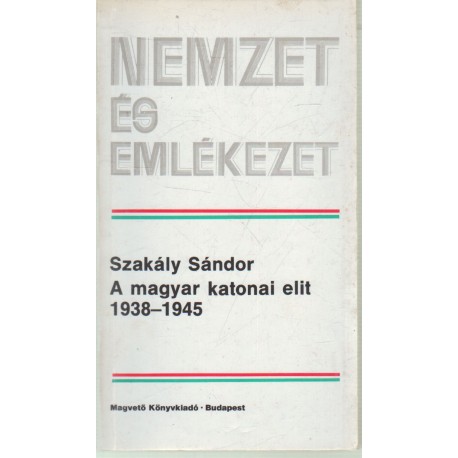 NEMZET
ÉS
EMLÉKEZET
Szakály Sándor
A magyar katonai elit
1938–1945
Magvető Könyvkiadó · Budapest